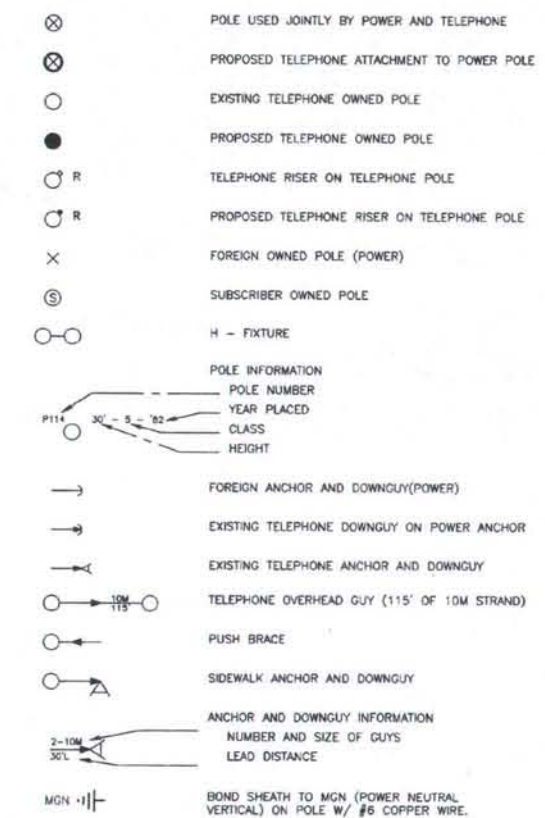 POLE USED JOINTLY BY POWER AND TELEPHONE
PROPOSED TELEPHONE ATTACHMENT TO POWER POLE
EXISTING TELEPHONE OWNED POLE
PROPOSED TELEPHONE OWNED POLE
R TELEPHONE RISER ON TELEPHONE POLE
R PROPOSED TELEPHONE RISER ON TELEPHONE POLE
FOREIGN OWNED POLE (POWER)
S SUBSCRIBER OWNED POLE
H - FIXTURE
POLE INFORMATION
POLE NUMBER
YEAR PLACED
P114 30' - 5 - '82
CLASS
HEIGHT
FOREIGN ANCHOR AND DOWNGUY(POWER)
EXISTING TELEPHONE DOWNGUY ON POWER ANCHOR
EXISTING TELEPHONE ANCHOR AND DOWNGUY
10M
115' TELEPHONE OVERHEAD GUY (115' OF 10M STRAND)
PUSH BRACE
SIDEWALK ANCHOR AND DOWNGUY
ANCHOR AND DOWNGUY INFORMATION
2-10M NUMBER AND SIZE OF GUYS
30'L LEAD DISTANCE
MGN BOND SHEATH TO MGN (POWER NEUTRAL
VERTICAL) ON POLE W/ #6 COPPER WIRE.